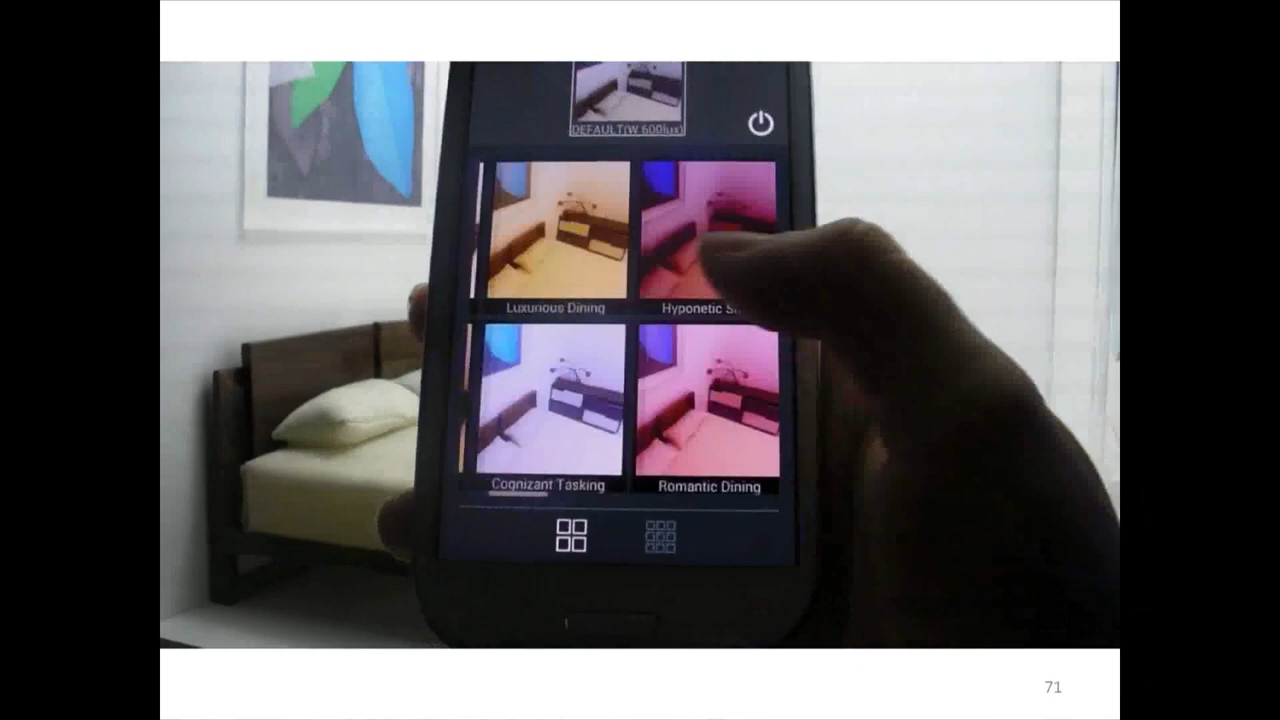 DEFAULT(W 600lux)
Luxurious Dining
Hyponetic
Cognizant Tasking
Romantic Dining
71